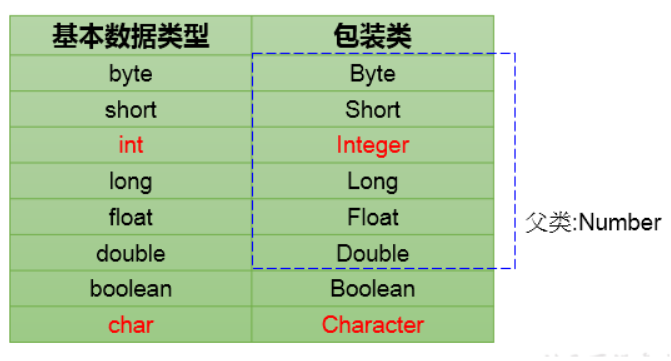 基本数据类型 包装类
byte Byte
short Short
int Integer
long Long
float Float
父类:Number
double Double
boolean Boolean
char Character